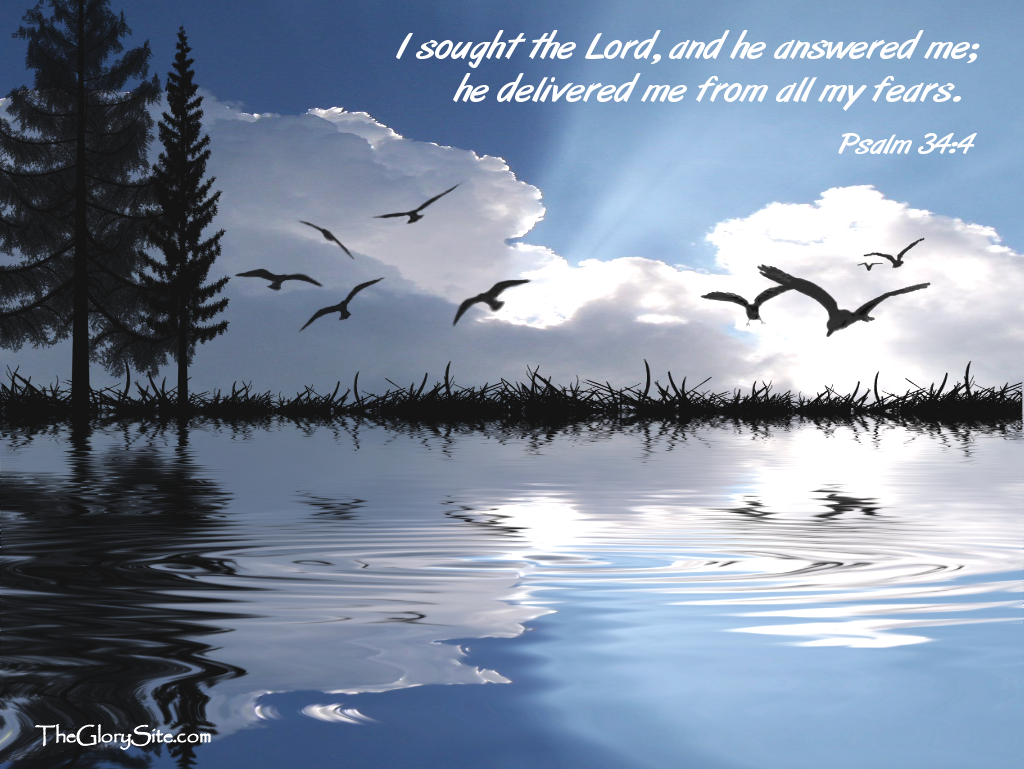 I sought the Lord, and he answered me;
he delivered me from all my fears.
Psalm 34:4
TheGlorySite.com